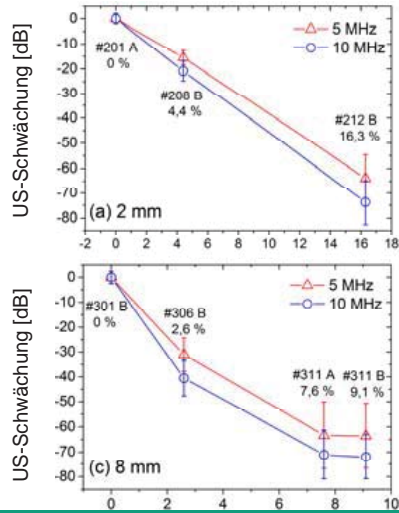 US-Schwächung [dB]
0
-10
-20
-30
-40
-50
-60
-70
-80
5 MHz
10 MHz
#201 A
0 %
#208 B
4,4 %
#212 B
16,3 %
(a) 2 mm
-2 0 2 4 6 8 10 12 14 16 18
US-Schwächung [dB]
0
-10
-20
-30
-40
-50
-60
-70
-80
5 MHz
10 MHz
#301 B
0 %
#306 B
2,6 %
#311 A
7,6 %
#311 B
9,1 %
(c) 8 mm
0 2 4 6 8 10